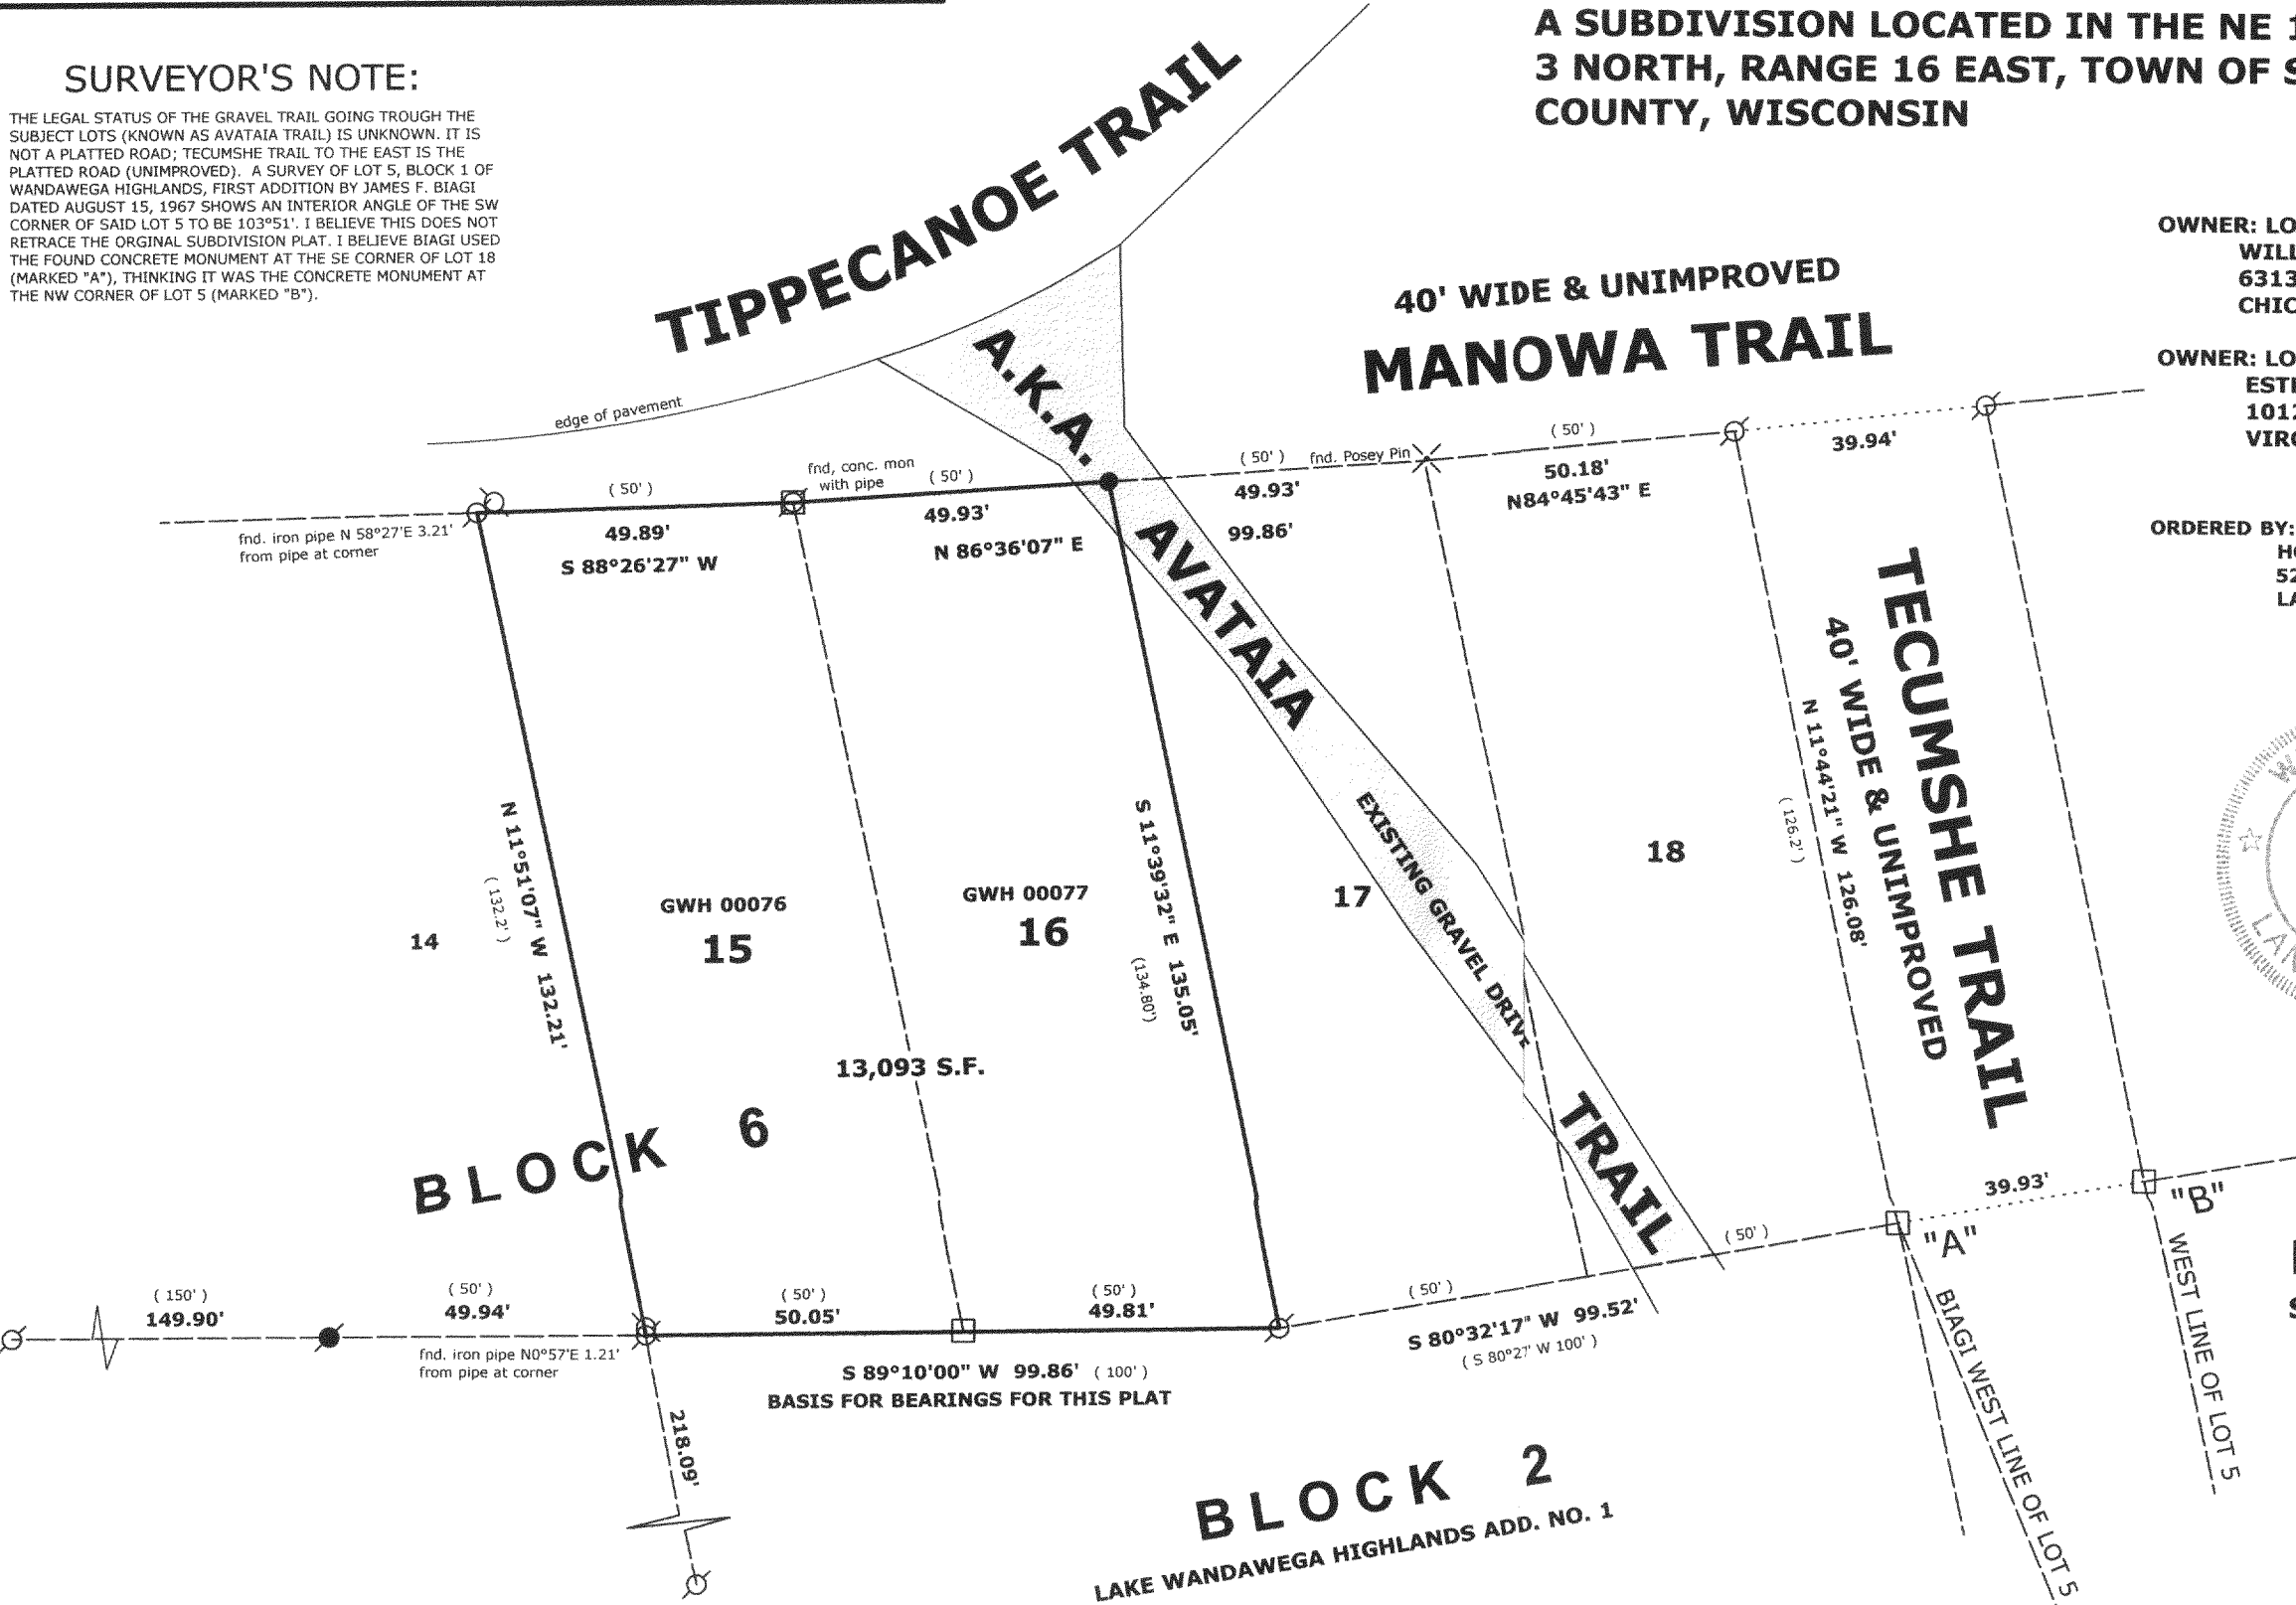 A SUBDIVISION LOCATED IN THE NE
3 NORTH, RANGE 16 EAST, TOWN OF
COUNTY, WISCONSIN
SURVEYOR'S NOTE:
THE LEGAL STATUS OF THE GRAVEL TRAIL GOING TROUGH THE
SUBJECT LOTS (KNOWN AS AVATAIA TRAIL) IS UNKNOWN. IT IS
NOT A PLATTED ROAD; TECUMSHE TRAIL TO THE EAST IS THE
PLATTED ROAD (UNIMPROVED). A SURVEY OF LOT 5, BLOCK 1 OF
WANDAWEGA HIGHLANDS, FIRST ADDITION BY JAMES F. BIAGI
DATED AUGUST 15, 1967 SHOWS AN INTERIOR ANGLE OF THE SW
CORNER OF SAID LOT 5 TO BE 103°51'. I BELIEVE THIS DOES NOT
RETRACE THE ORGINAL SUBDIVISION PLAT. I BELIEVE BIAGI USED
THE FOUND CONCRETE MONUMENT AT THE SE CORNER OF LOT 18
(MARKED "A"), THINKING IT WAS THE CONCRETE MONUMENT AT
THE NW CORNER OF LOT 5 (MARKED "B").
TIPPECANOE TRAIL
edge of pavement
A.K.A.
AVATAIA
TRAIL
EXISTING GRAVEL DRIVE
40' WIDE & UNIMPROVED
MANOWA TRAIL
OWNER: LO
WILL
6313
CHIC
OWNER: LO
ESTH
1012
VIRG
ORDERED BY:
HO
52
LA
fnd. iron pipe N 58°27'E 3.21'
from pipe at corner
( 50' )
49.89'
S 88°26'27" W
fnd, conc. mon
with pipe
( 50' )
49.93'
N 86°36'07" E
( 50' )
fnd. Posey Pin
49.93'
99.86'
( 50' )
50.18'
N84°45'43" E
39.94'
TECUMSHE TRAIL
40' WIDE & UNIMPROVED
N 11°44'21" W 126.08'
( 126.2' )
N 11°51'07" W 132.21'
( 132.2' )
S 11°39'32" E 135.05'
(134.80')
14
GWH 00076
15
GWH 00077
16
17
18
13,093 S.F.
BLOCK 6
( 150' )
149.90'
( 50' )
49.94'
fnd. iron pipe N0°57'E 1.21'
from pipe at corner
( 50' )
50.05'
( 50' )
49.81'
S 89°10'00" W 99.86' ( 100' )
BASIS FOR BEARINGS FOR THIS PLAT
( 50' )
S 80°32'17" W 99.52'
( S 80°27' W 100' )
( 50' )
39.93'
"A"
"B"
BIAGI WEST LINE OF LOT 5
WEST LINE OF LOT 5
218.09'
BLOCK 2
LAKE WANDAWEGA HIGHLANDS ADD. NO. 1